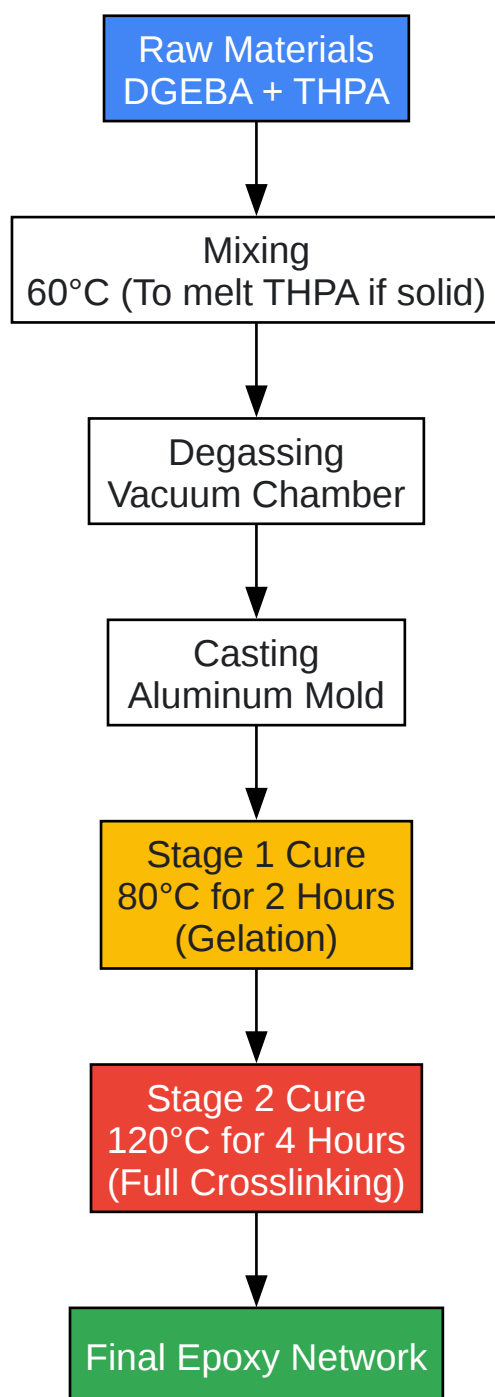 Raw Materials
DGEBA + THPA
Mixing
60°C (To melt THPA if solid)
Degassing
Vacuum Chamber
Casting
Aluminum Mold
Stage 1 Cure
80°C for 2 Hours
(Gelation)
Stage 2 Cure
120°C for 4 Hours
(Full Crosslinking)
Final Epoxy Network